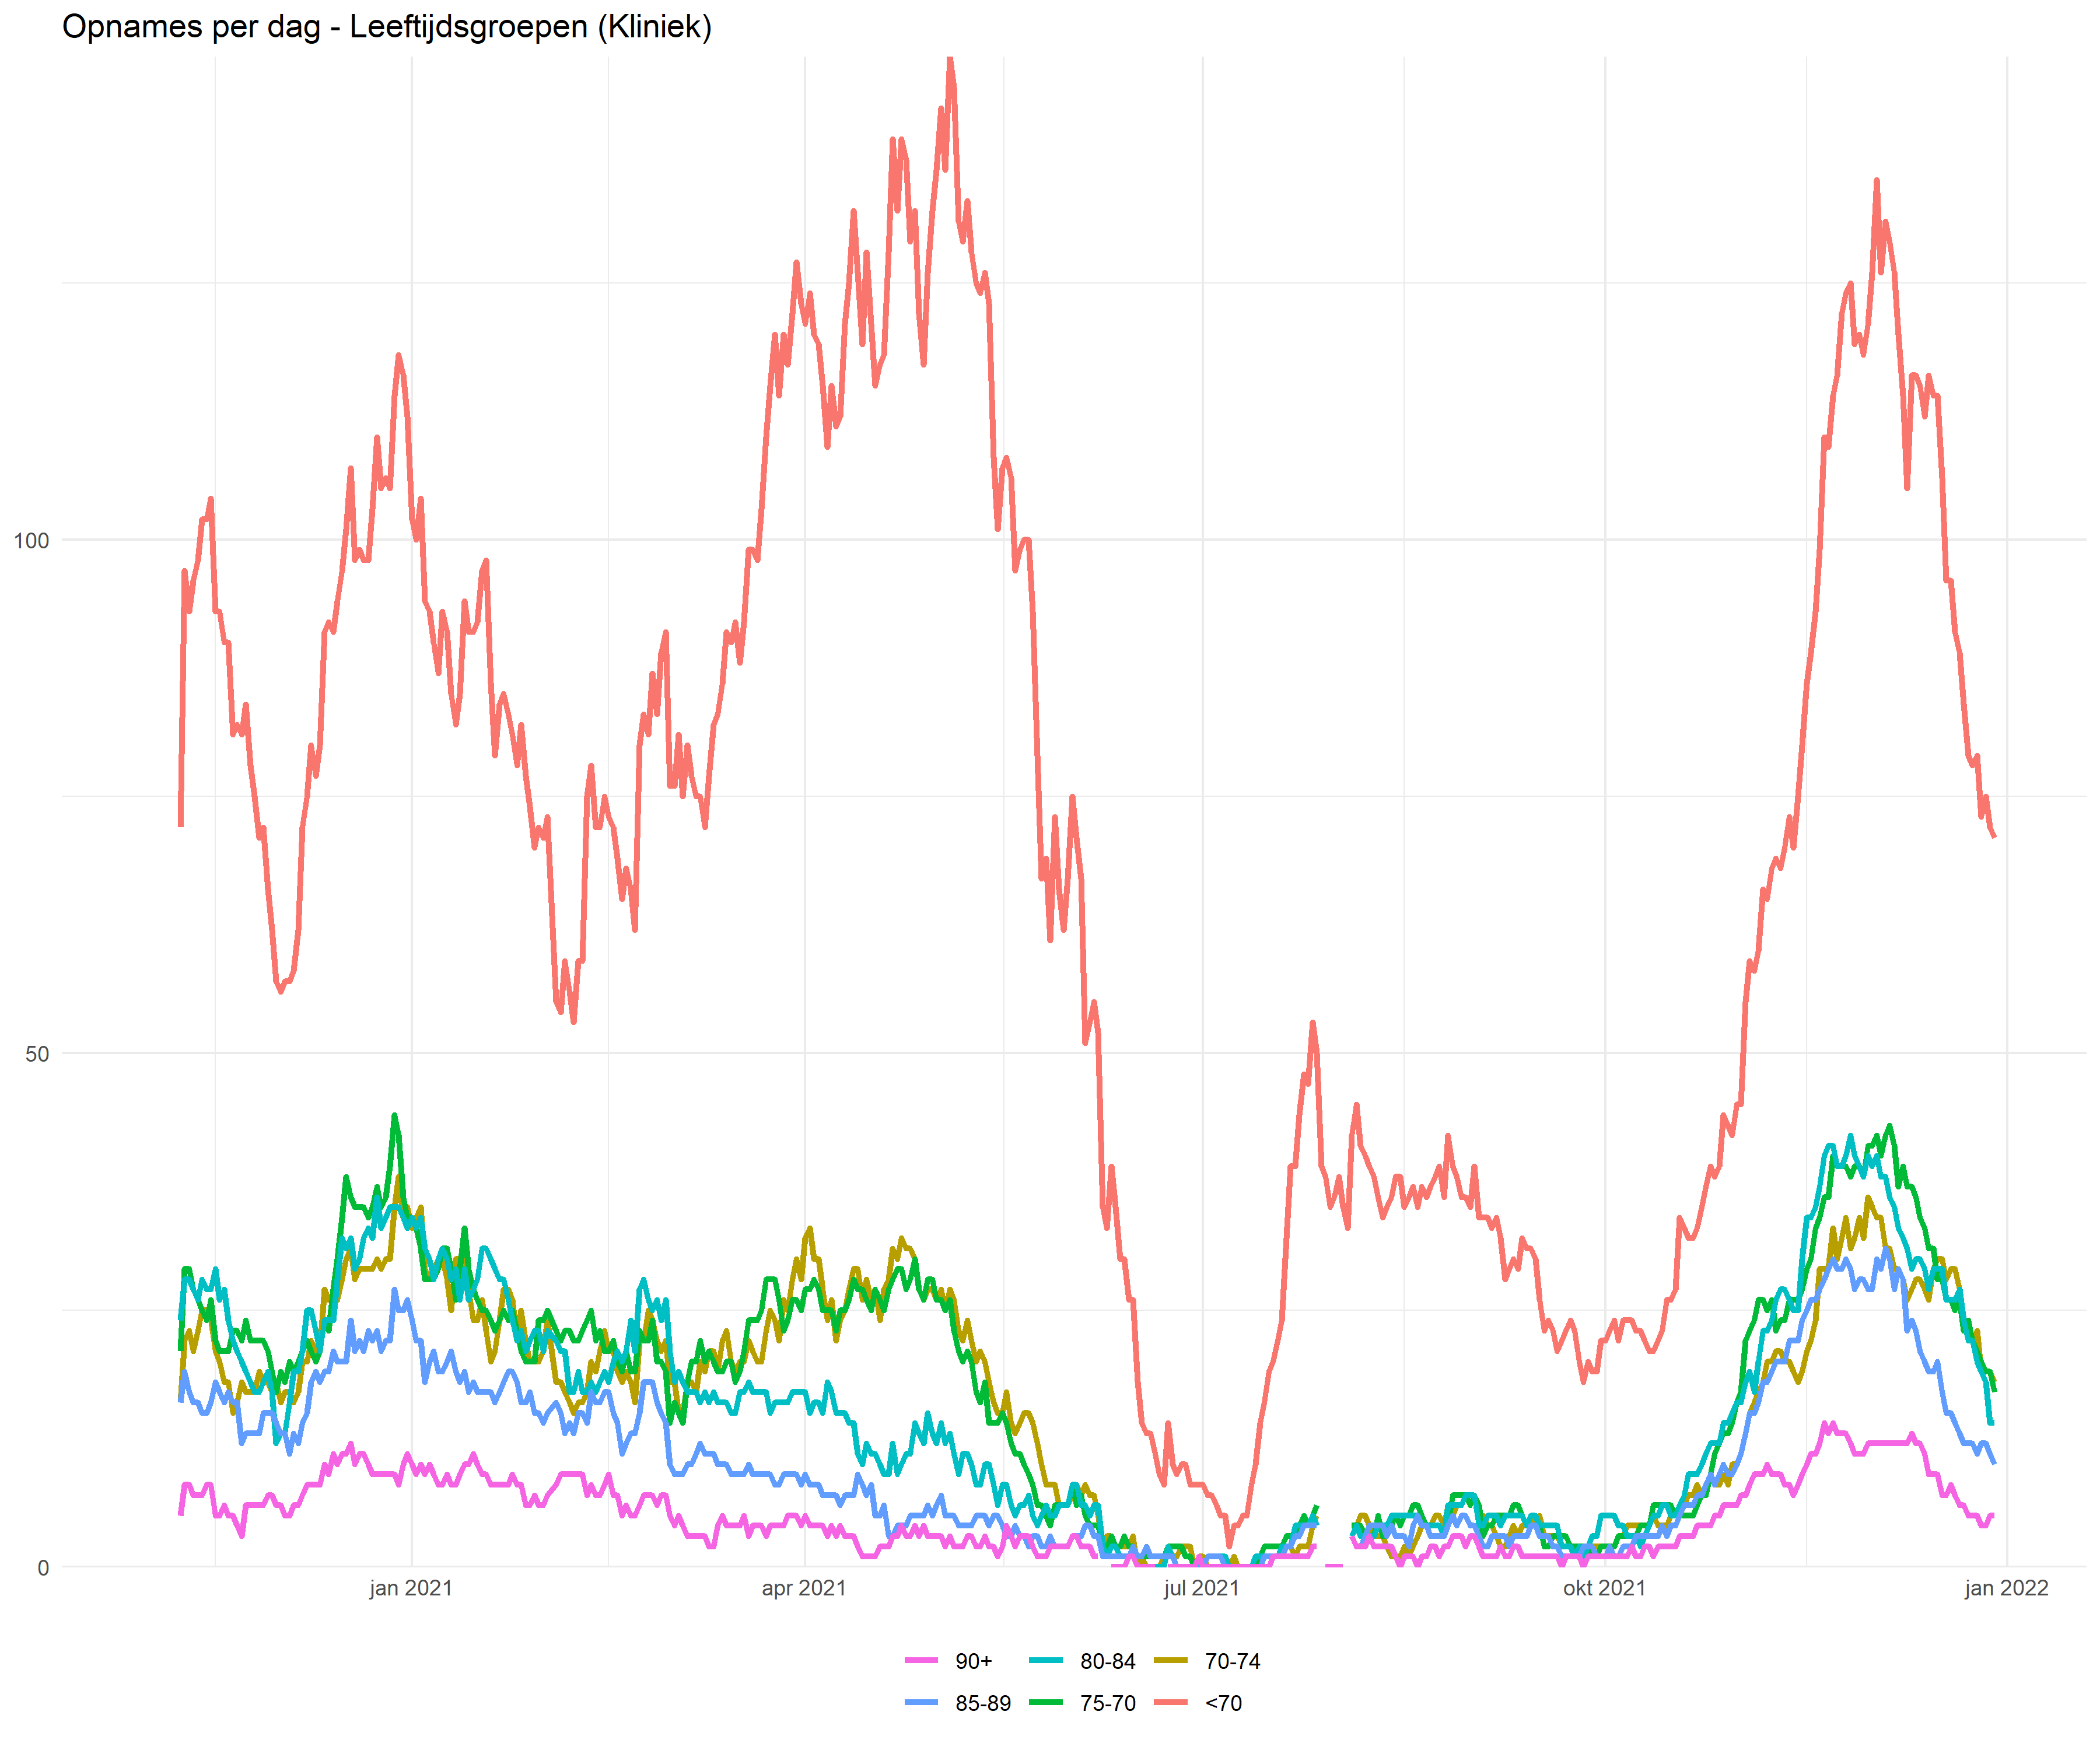 Opnames per dag - Leeftijdsgroepen (Kliniek)
100
50
0
jan 2021 apr 2021 jul 2021 okt 2021 jan 2022
90+ 80-84 70-74
85-89 75-70 <70